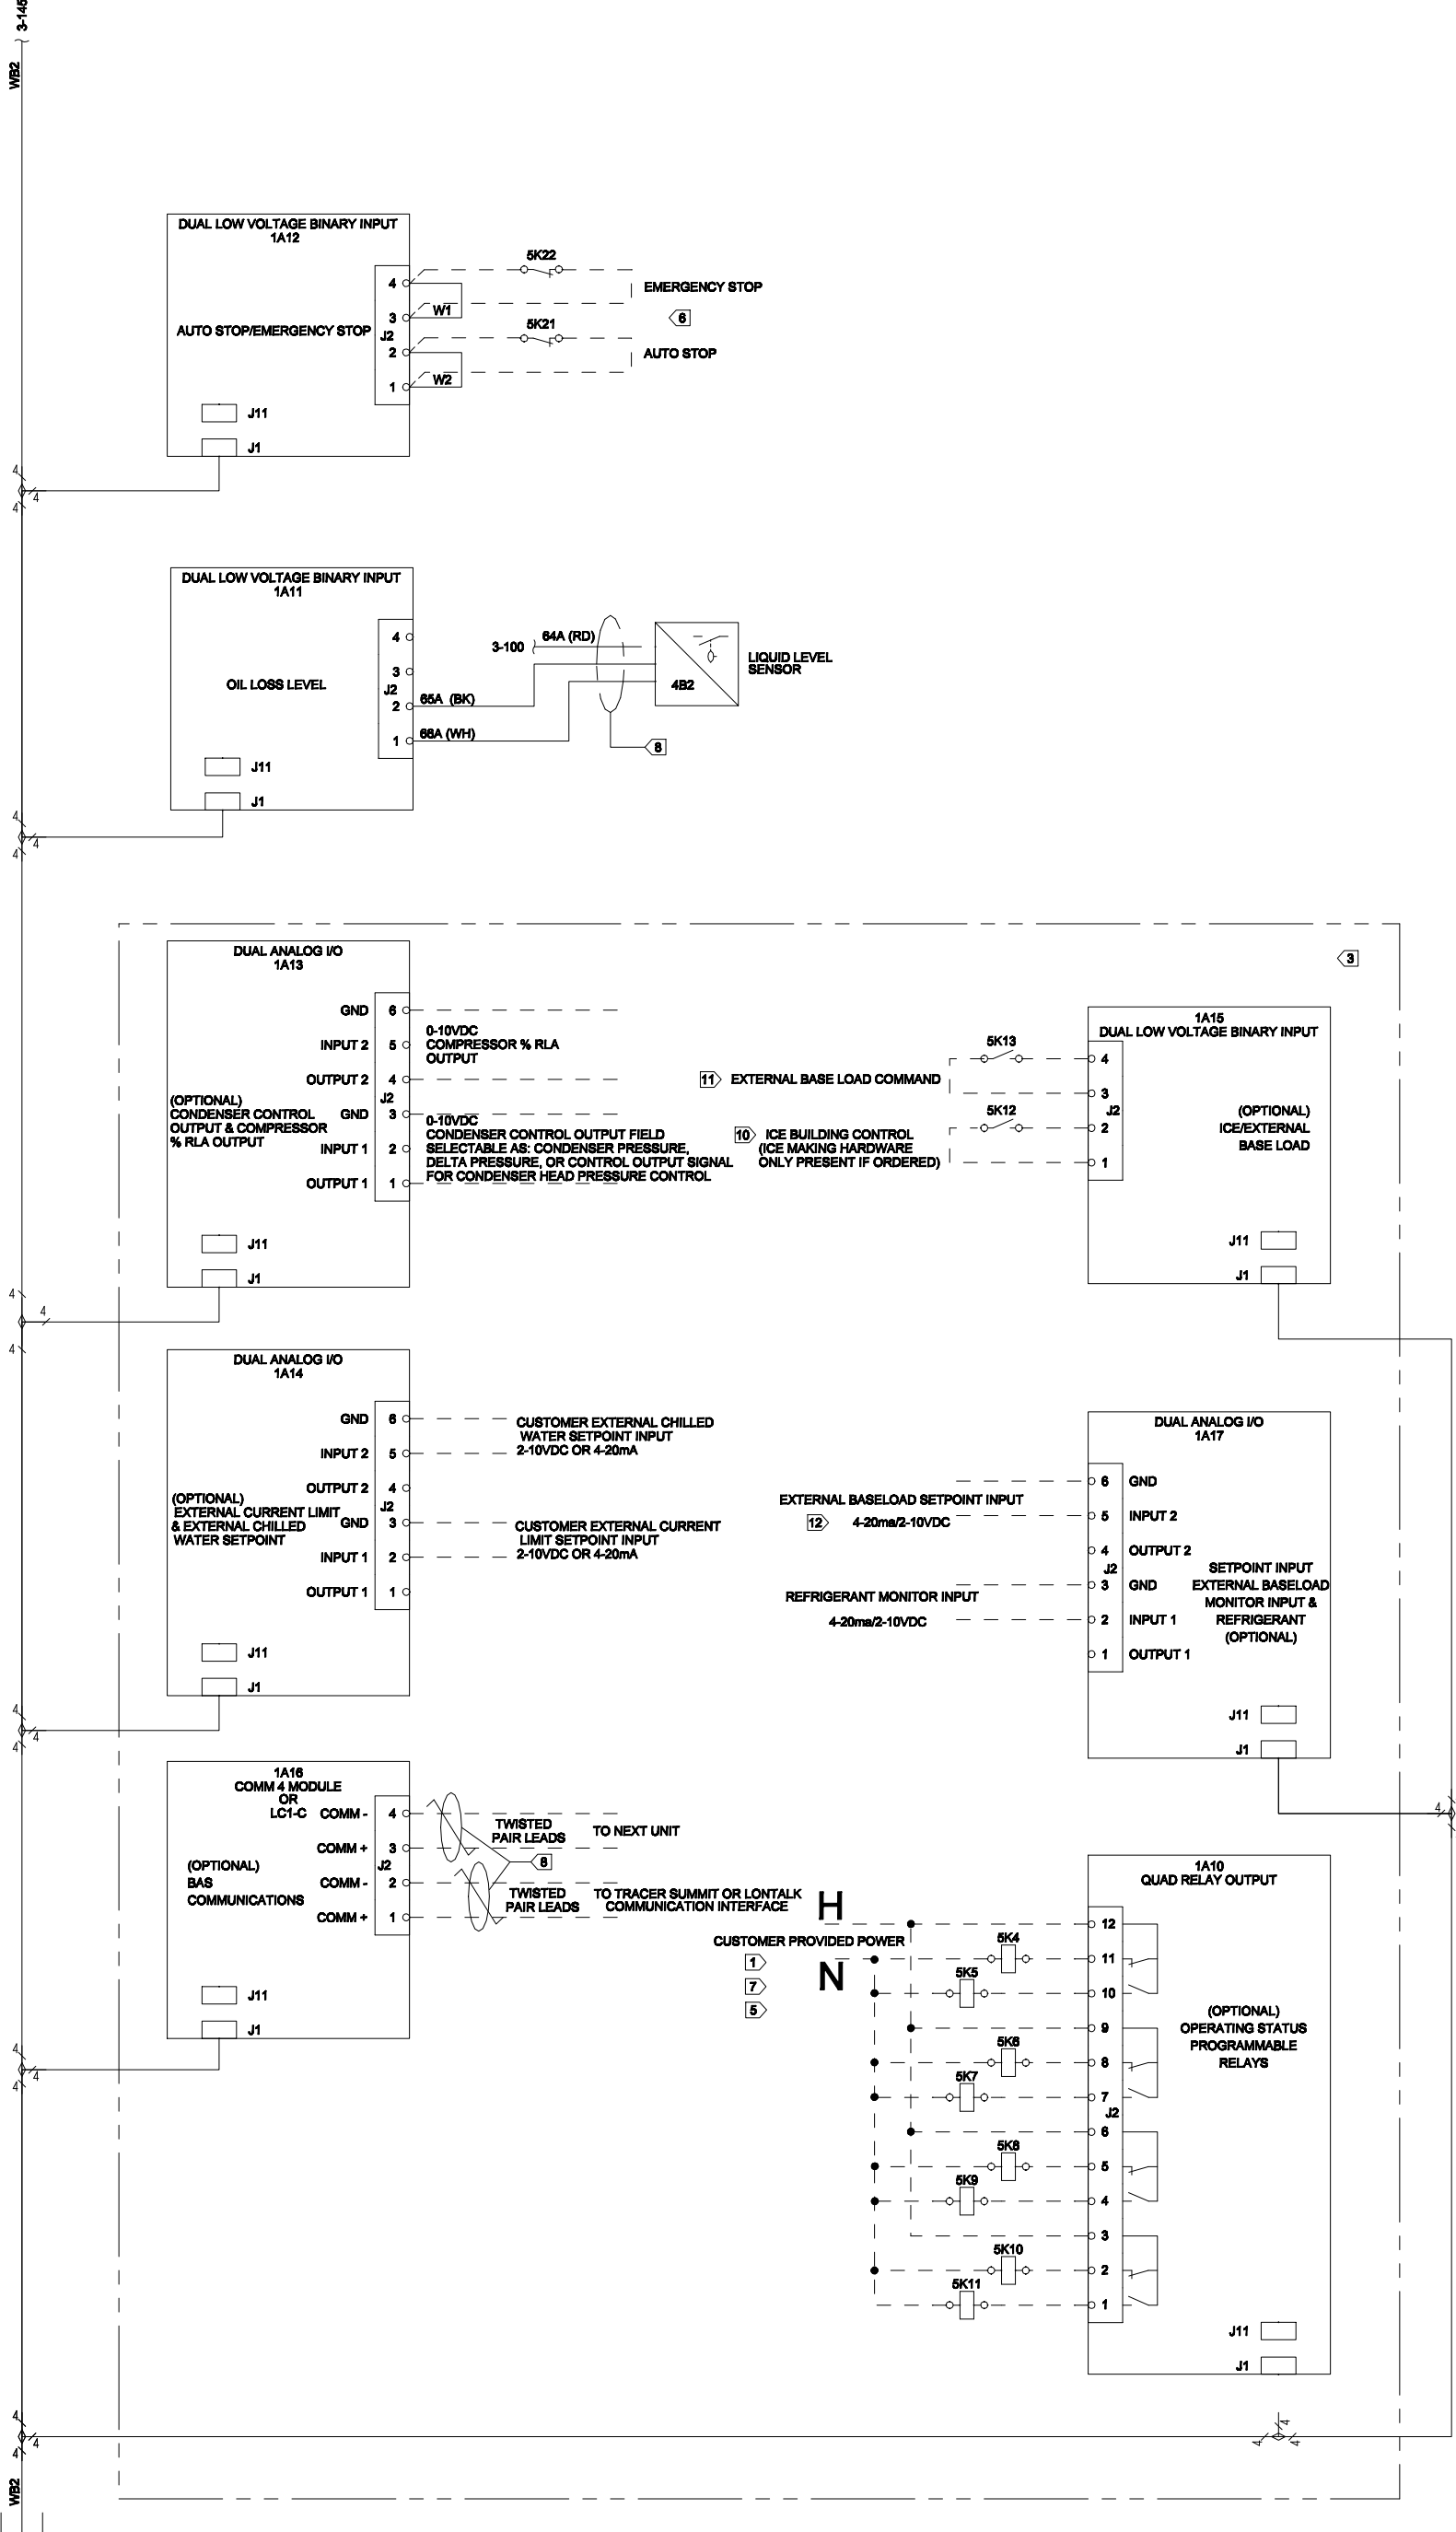 3-145
WB2
DUAL LOW VOLTAGE BINARY INPUT
1A12
AUTO STOP/EMERGENCY STOP
4
3
J2
2
1
W1
W2
5K22
EMERGENCY STOP
6
5K21
AUTO STOP
J11
J1
4
4
4
DUAL LOW VOLTAGE BINARY INPUT
1A11
OIL LOSS LEVEL
4
3
J2
2
1
3-100
64A (RD)
65A (BK)
66A (WH)
4B2
LIQUID LEVEL
SENSOR
8
J11
J1
4
4
4
3
DUAL ANALOG I/O
1A13
(OPTIONAL)
CONDENSER CONTROL
OUTPUT & COMPRESSOR
% RLA OUTPUT
GND 6
INPUT 2 5
OUTPUT 2 4
J2
GND 3
INPUT 1 2
OUTPUT 1 1
0-10VDC
COMPRESSOR % RLA
OUTPUT
0-10VDC
CONDENSER CONTROL OUTPUT FIELD
SELECTABLE AS: CONDENSER PRESSURE,
DELTA PRESSURE, OR CONTROL OUTPUT SIGNAL
FOR CONDENSER HEAD PRESSURE CONTROL
J11
J1
4
4
4
1A15
DUAL LOW VOLTAGE BINARY INPUT
5K13
11 EXTERNAL BASE LOAD COMMAND
5K12
10 ICE BUILDING CONTROL
(ICE MAKING HARDWARE
ONLY PRESENT IF ORDERED)
4
3
J2
2
1
(OPTIONAL)
ICE/EXTERNAL
BASE LOAD
J11
J1
DUAL ANALOG I/O
1A14
(OPTIONAL)
EXTERNAL CURRENT LIMIT
& EXTERNAL CHILLED
WATER SETPOINT
GND 6
INPUT 2 5
OUTPUT 2 4
J2
GND 3
INPUT 1 2
OUTPUT 1 1
CUSTOMER EXTERNAL CHILLED
WATER SETPOINT INPUT
2-10VDC OR 4-20mA
CUSTOMER EXTERNAL CURRENT
LIMIT SETPOINT INPUT
2-10VDC OR 4-20mA
J11
J1
4
4
4
DUAL ANALOG I/O
1A17
EXTERNAL BASELOAD SETPOINT INPUT
12 4-20ma/2-10VDC
REFRIGERANT MONITOR INPUT
4-20ma/2-10VDC
6 GND
5 INPUT 2
4 OUTPUT 2
J2
3 GND
2 INPUT 1
1 OUTPUT 1
SETPOINT INPUT
EXTERNAL BASELOAD
MONITOR INPUT &
REFRIGERANT
(OPTIONAL)
J11
J1
4
1A16
COMM 4 MODULE
OR
LC1-C
(OPTIONAL)
BAS
COMMUNICATIONS
COMM - 4
COMM + 3
J2
COMM - 2
COMM + 1
TWISTED
PAIR LEADS
TO NEXT UNIT
8
TWISTED
PAIR LEADS
TO TRACER SUMMIT OR LONTALK
COMMUNICATION INTERFACE
J11
J1
4
4
4
H
CUSTOMER PROVIDED POWER
N
1
7
5
1A10
QUAD RELAY OUTPUT
5K4
5K5
5K6
5K7
5K8
5K9
5K10
5K11
12
11
10
9
8
7
J2
6
5
4
3
2
1
(OPTIONAL)
OPERATING STATUS
PROGRAMMABLE
RELAYS
J11
J1
4
4
4
4
4
4
WB2